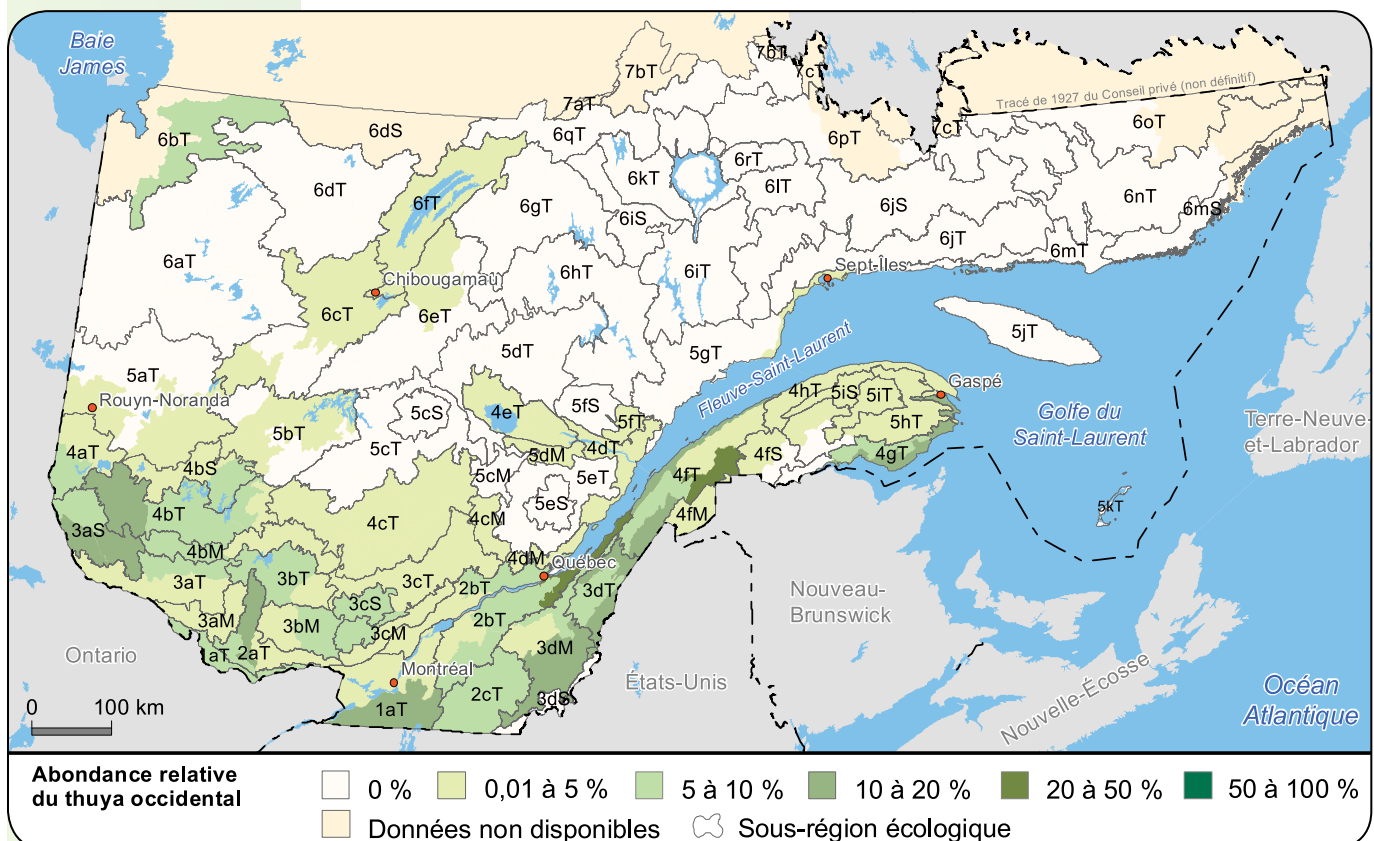 Baie
James
7bT
7bT
7cT
7aT
Tracé de 1927 du Conseil privé (non définitif)
6bT
6dS
6qT
6pT
7cT
6oT
6dT
6kT
6rT
6lT
6fT
6gT
6iS
6jS
6nT
6mS
6aT
6hT
6iT
6jT
6mT
Sept-Îles
Chibougamau
6cT
6eT
5jT
5dT
5gT
Fleuve-Saint-Laurent
5aT
Rouyn-Noranda
5cS
4eT
5fS
5fT
4hT
5iS
5iT
Gaspé
Golfe du
Saint-Laurent
Terre-Neuve-
et-Labrador
5bT
5cT
5dM
4dT
5hT
4aT
4bS
5cM
5eT
4fT
4fS
4gT
5eS
5kT
3aS
4bT
4cT
4cM
4fM
4bM
4dM
Québec
3aT
3bT
3cT
2bT
3dT
Nouveau-
Brunswick
3aM
3bM
3cS
3cM
2bT
1aT
2aT
3dM
Ontario
Montréal
2cT
3dS
États-Unis
1aT
Nouvelle-Écosse
Océan
Atlantique
0 100 km
Abondance relative
du thuya occidental
0 % 0,01 à 5 % 5 à 10 % 10 à 20 % 20 à 50 % 50 à 100 %
Données non disponibles Sous-région écologique